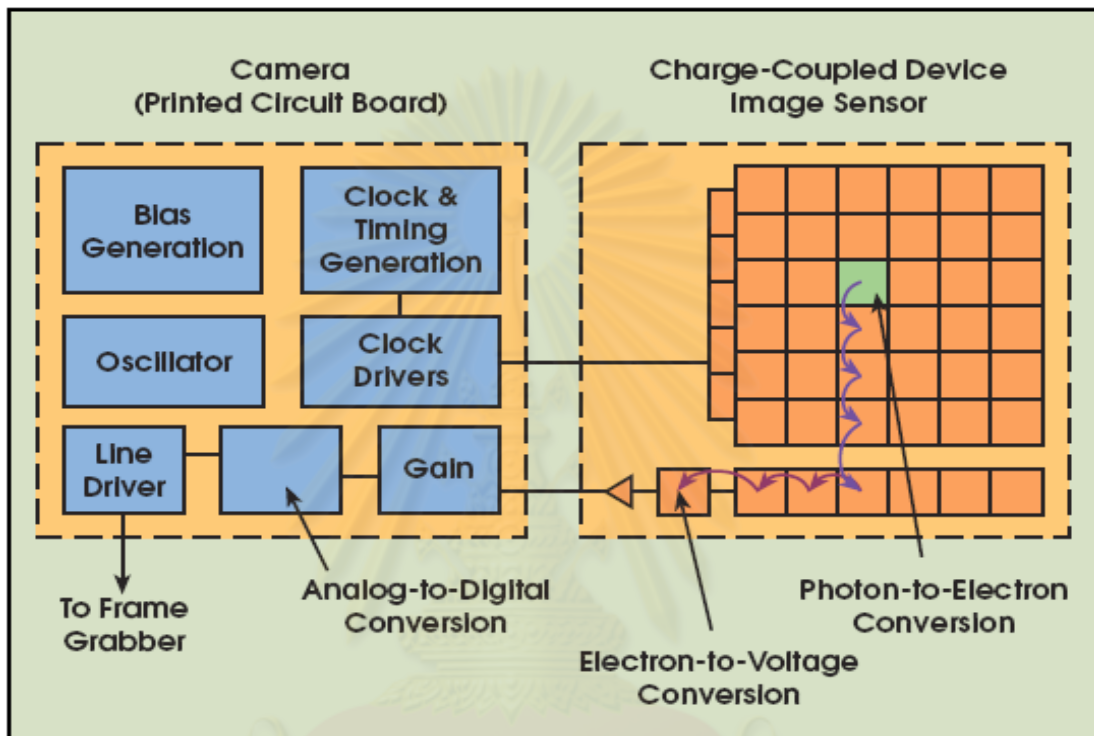 Camera
(Printed Circuit Board)
Charge-Coupled Device
Image Sensor
Bias
Generation
Clock &
Timing
Generation
Oscillator
Clock
Drivers
Line
Driver
Gain
To Frame
Grabber
Analog-to-Digital
Conversion
Photon-to-Electron
Conversion
Electron-to-Voltage
Conversion